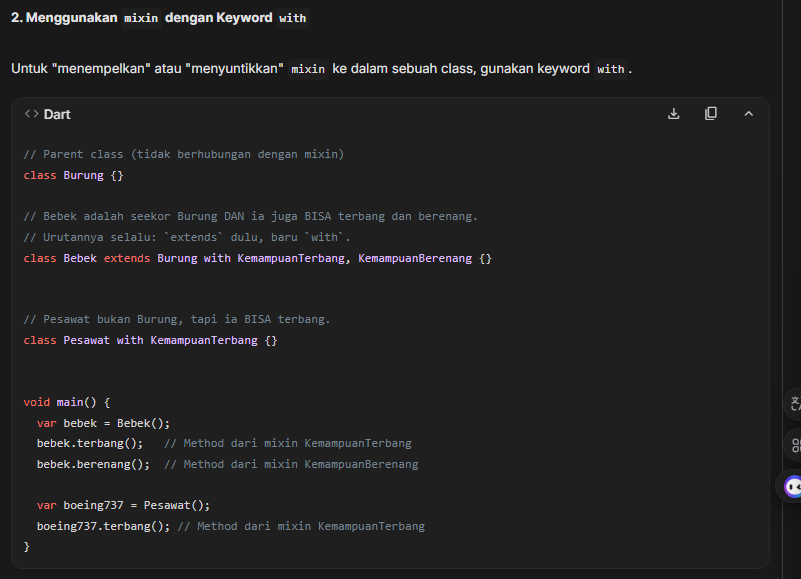 2. Menggunakan mixin dengan Keyword with
Untuk "menempelkan" atau "menyuntikkan" mixin ke dalam sebuah class, gunakan keyword with.
Dart
// Parent class (tidak berhubungan dengan mixin)
class Burung {}
// Bebek adalah seekor Burung DAN ia juga BISA terbang dan berenang.
// Urutannya selalu: `extends` dulu, baru `with`.
class Bebek extends Burung with KemampuanTerbang, KemampuanBerenang {}
// Pesawat bukan Burung, tapi ia BISA terbang.
class Pesawat with KemampuanTerbang {}
void main() {
  var bebek = Bebek();
  bebek.terbang();   // Method dari mixin KemampuanTerbang
  bebek.berenang();  // Method dari mixin KemampuanBerenang
  var boeing737 = Pesawat();
  boeing737.terbang(); // Method dari mixin KemampuanTerbang
}